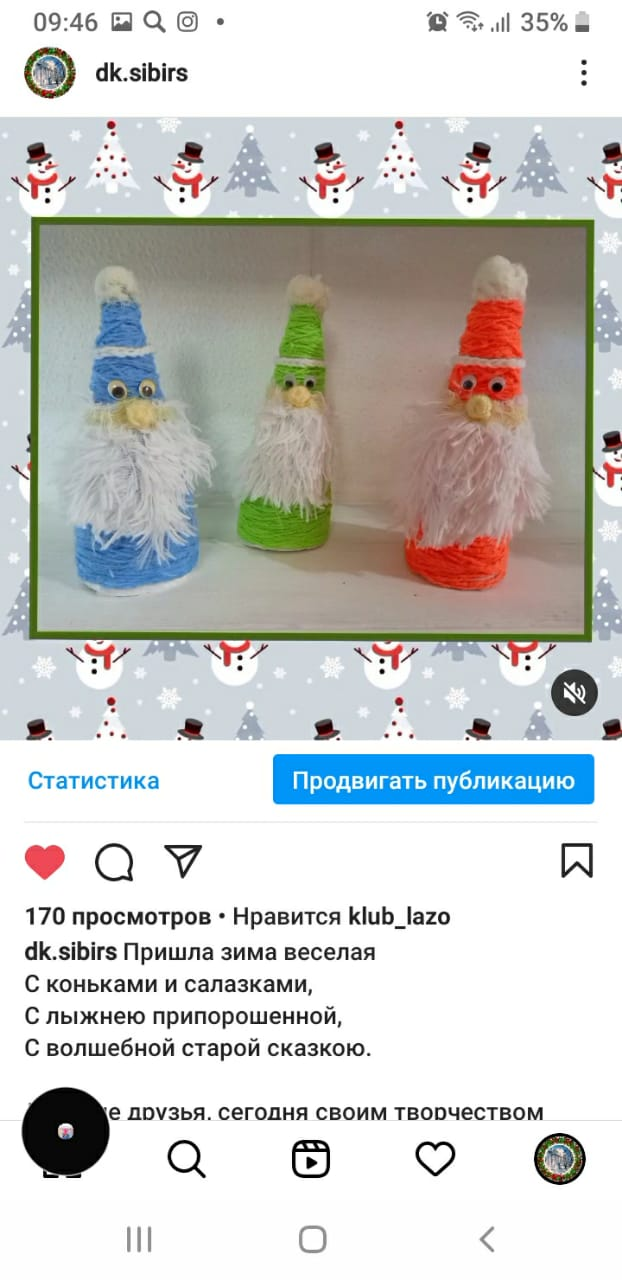 09:46
35%
dk.sibirs
Статистика
Продвигать публикацию
170 просмотров • Нравится klub_lazo
dk.sibirs Пришла зима веселая
С коньками и салазками,
С лыжнею припорошенной,
С волшебной старой сказкою.
друзья, сегодня своим творчеством